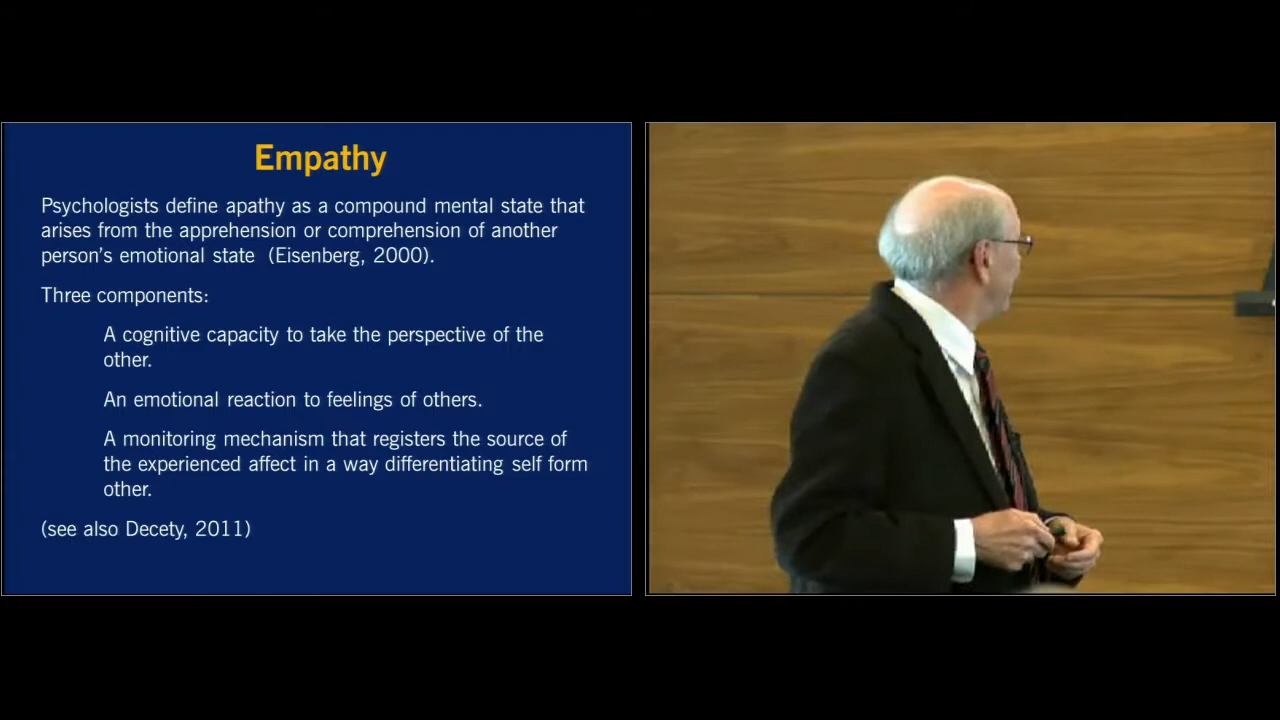 Empathy
Psychologists define apathy as a compound mental state that
arises from the apprehension or comprehension of another
person's emotional state (Eisenberg, 2000).
Three components:
A cognitive capacity to take the perspective of the
other.
An emotional reaction to feelings of others.
A monitoring mechanism that registers the source of
the experienced affect in a way differentiating self form
other.
(see also Decety, 2011)